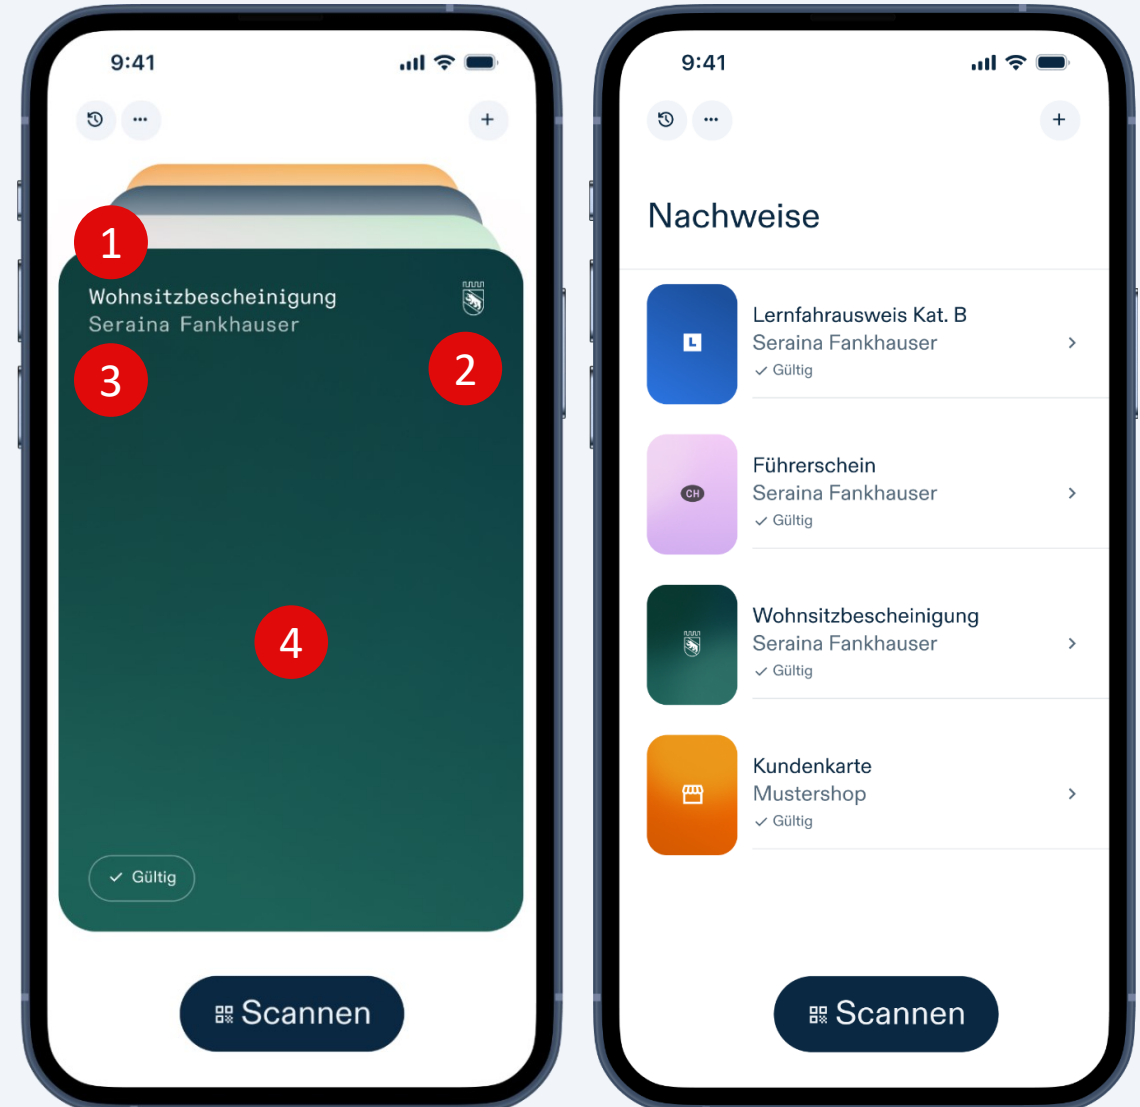 9:41
1
Wohnsitzbescheinigung
Seraina Fankhauser
2
3
4
Gültig
Scannen
9:41
Nachweise
L
Lernfahrausweis Kat. B
Seraina Fankhauser
Gültig
CH
Führerschein
Seraina Fankhauser
Gültig
Wohnsitzbescheinigung
Seraina Fankhauser
Gültig
Kundenkarte
Mustershop
Gültig
Scannen